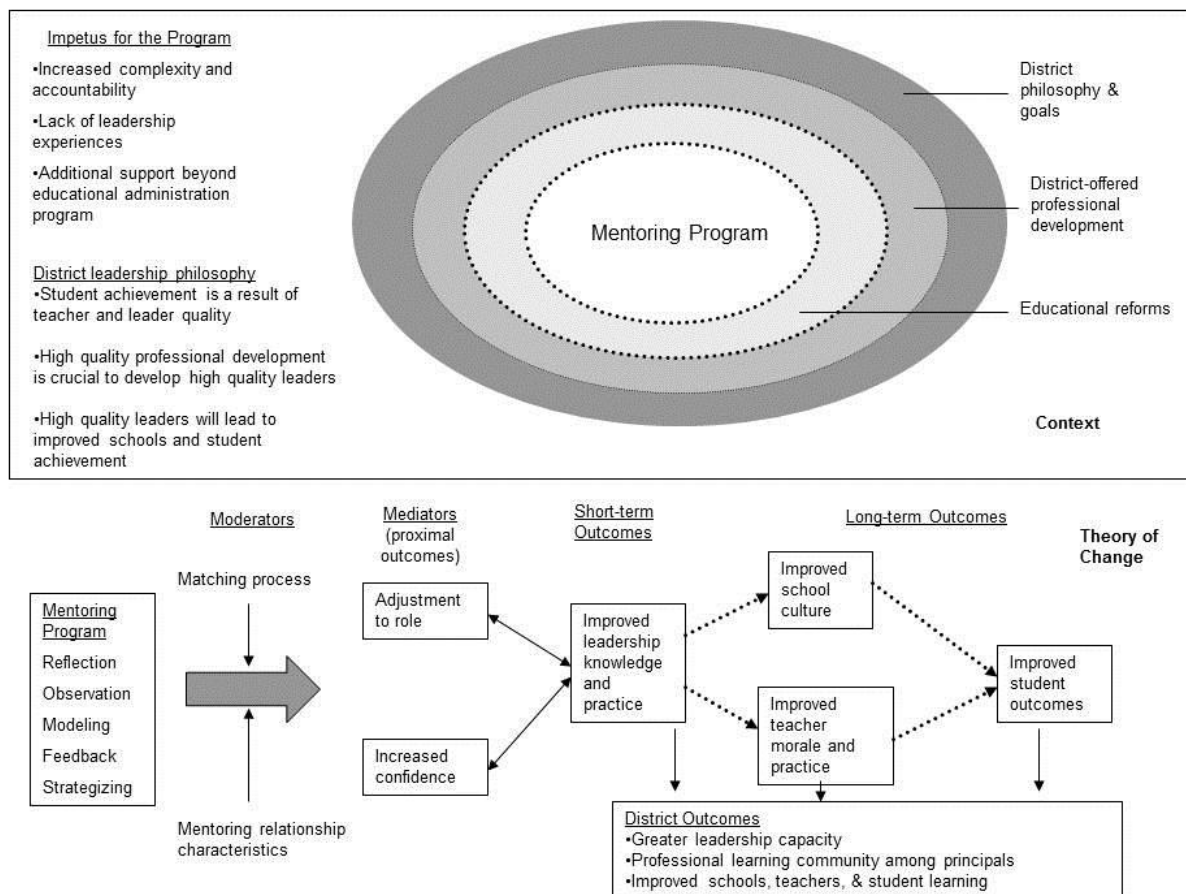 Impetus for the Program
•Increased complexity and
accountability
•Lack of leadership
experiences
•Additional support beyond
educational administration
program
District leadership philosophy
•Student achievement is a result of
teacher and leader quality
•High quality professional development
is crucial to develop high quality leaders
•High quality leaders will lead to
improved schools and student
achievement
Mentoring Program
District
philosophy &
goals
District-offered
professional
development
Educational reforms
Context
Moderators
Mediators
(proximal
outcomes)
Short-term
Outcomes
Long-term Outcomes
Theory of
Change
Mentoring
Program
Reflection
Observation
Modeling
Feedback
Strategizing
Matching process
Mentoring relationship
characteristics
Adjustment
to role
Increased
confidence
Improved
leadership
knowledge
and
practice
Improved
school
culture
Improved
teacher
morale and
practice
Improved
student
outcomes
District Outcomes
•Greater leadership capacity
•Professional learning community among principals
•Improved schools, teachers, & student learning